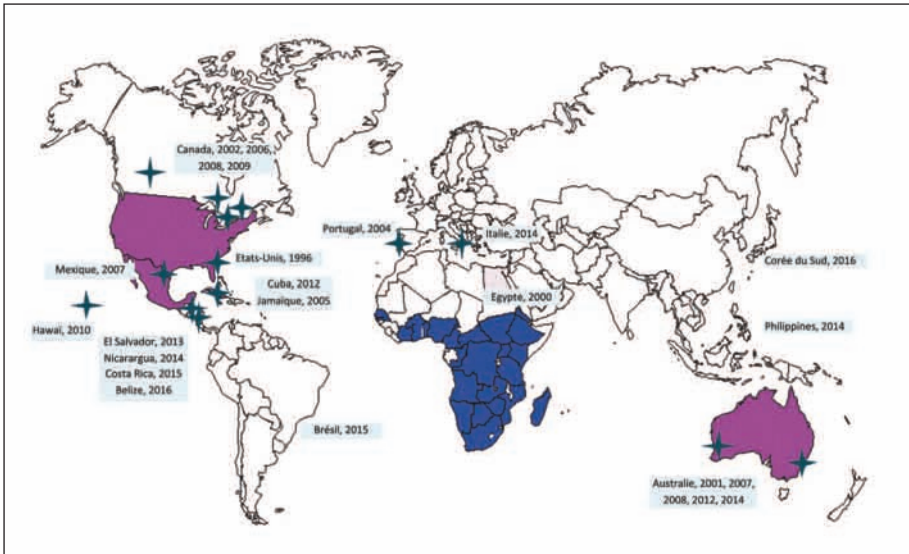 Canada, 2002, 2006,
2008, 2009
Portugal, 2004
Italie, 2014
Etats-Unis, 1996
Mexique, 2007
Corée du Sud, 2016
Cuba, 2012
Jamaïque, 2005
Egypte, 2000
Hawaï, 2010
Philippines, 2014
El Salvador, 2013
Nicarargua, 2014
Costa Rica, 2015
Belize, 2016
Brésil, 2015
Australie, 2001, 2007,
2008, 2012, 2014